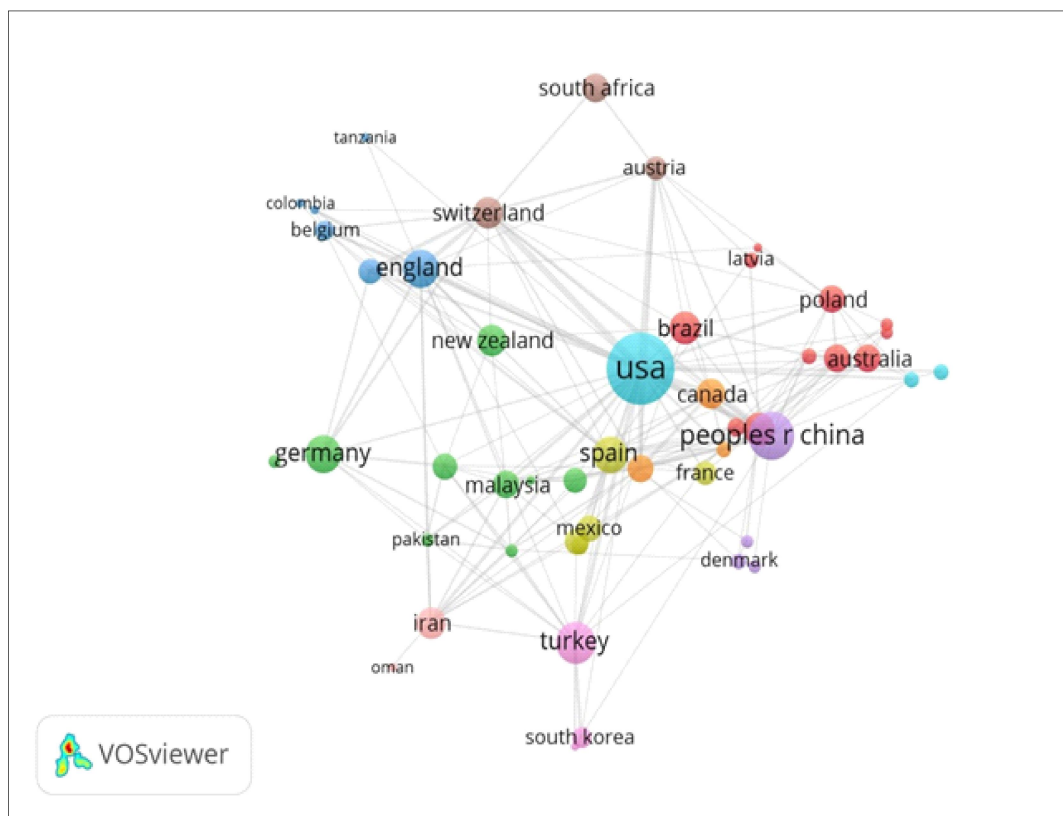 south africa
tanzania
austria
colombia
switzerland
belgium
england
latvia
poland
brazil
new zealand
australia
usa
canada
peoples r china
germany
spain
france
malaysia
mexico
pakistan
denmark
iran
turkey
oman
south korea
VOSviewer